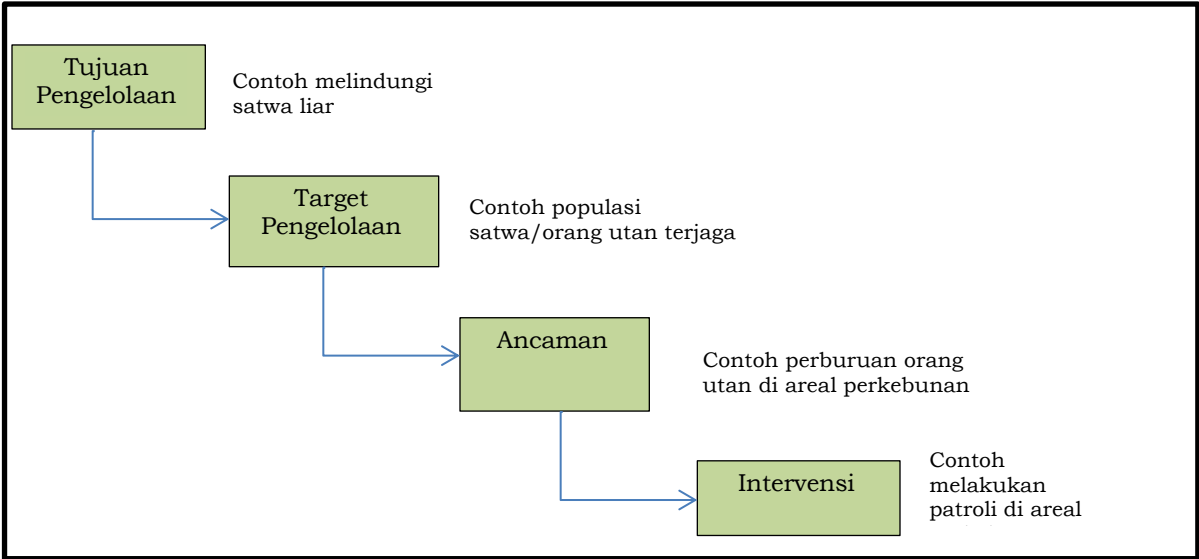 Tujuan
Pengelolaan
Contoh melindungi
satwa liar
Target
Pengelolaan
Contoh populasi
satwa/orang utan terjaga
Ancaman
Contoh perburuan orang
utan di areal perkebunan
Intervensi
Contoh
melakukan
patroli di areal